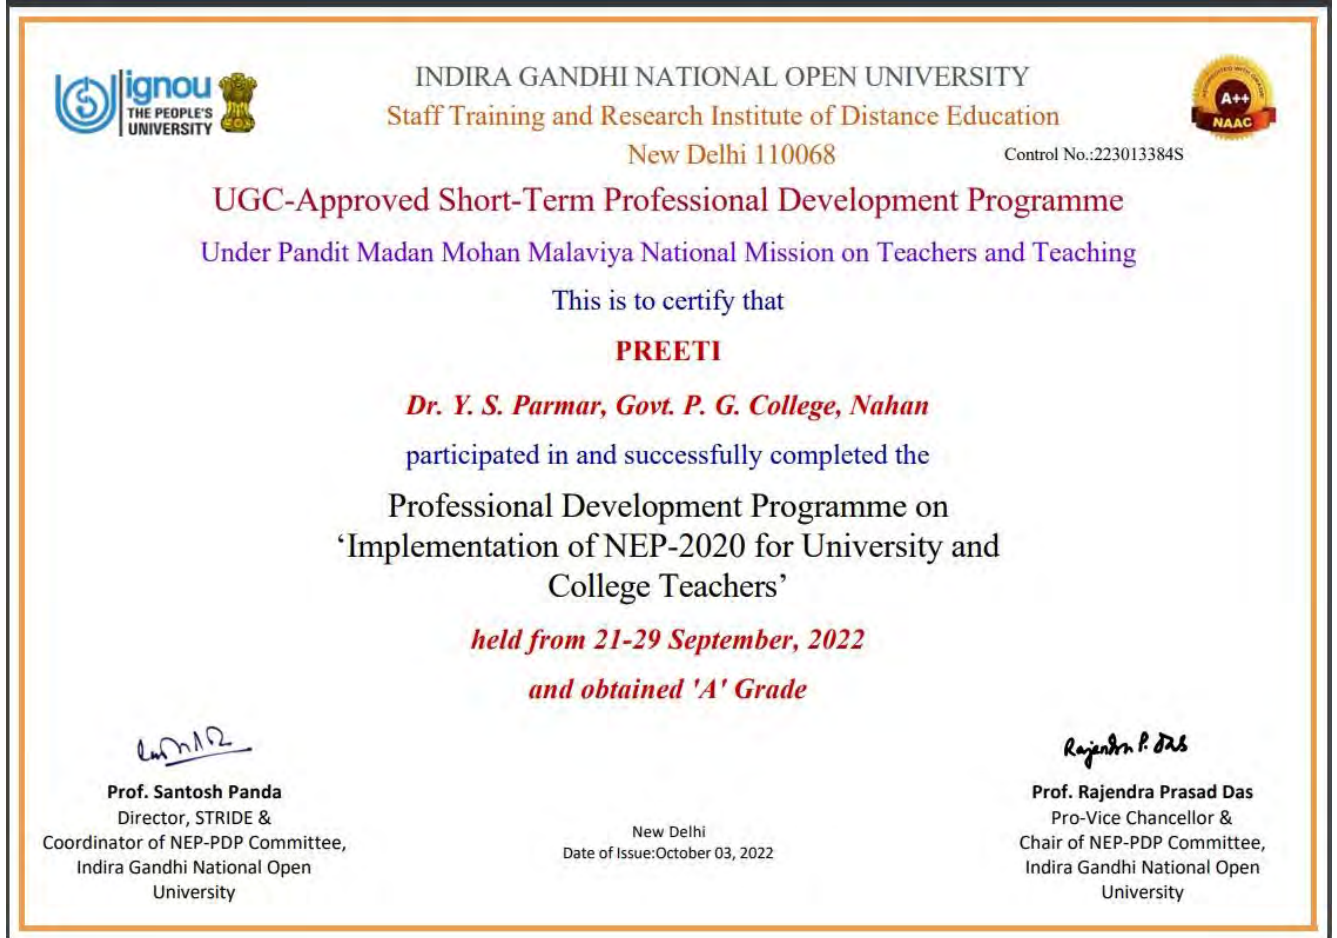 ignou
THE PEOPLE'S
UNIVERSITY
INDIRA GANDHI NATIONAL OPEN UNIVERSITY
Staff Training and Research Institute of Distance Education
New Delhi 110068
Control No.:223013384S
A++
NAAC
UGC-Approved Short-Term Professional Development Programme
Under Pandit Madan Mohan Malaviya National Mission on Teachers and Teaching
This is to certify that
PREETI
Dr. Y. S. Parmar, Govt. P. G. College, Nahan
participated in and successfully completed the
Professional Development Programme on
‘Implementation of NEP-2020 for University and
College Teachers’
held from 21-29 September, 2022
and obtained 'A' Grade
Prof. Santosh Panda
Director, STRIDE &
Coordinator of NEP-PDP Committee,
Indira Gandhi National Open
University
New Delhi
Date of Issue:October 03, 2022
Rajendra P. Das
Prof. Rajendra Prasad Das
Pro-Vice Chancellor &
Chair of NEP-PDP Committee,
Indira Gandhi National Open
University